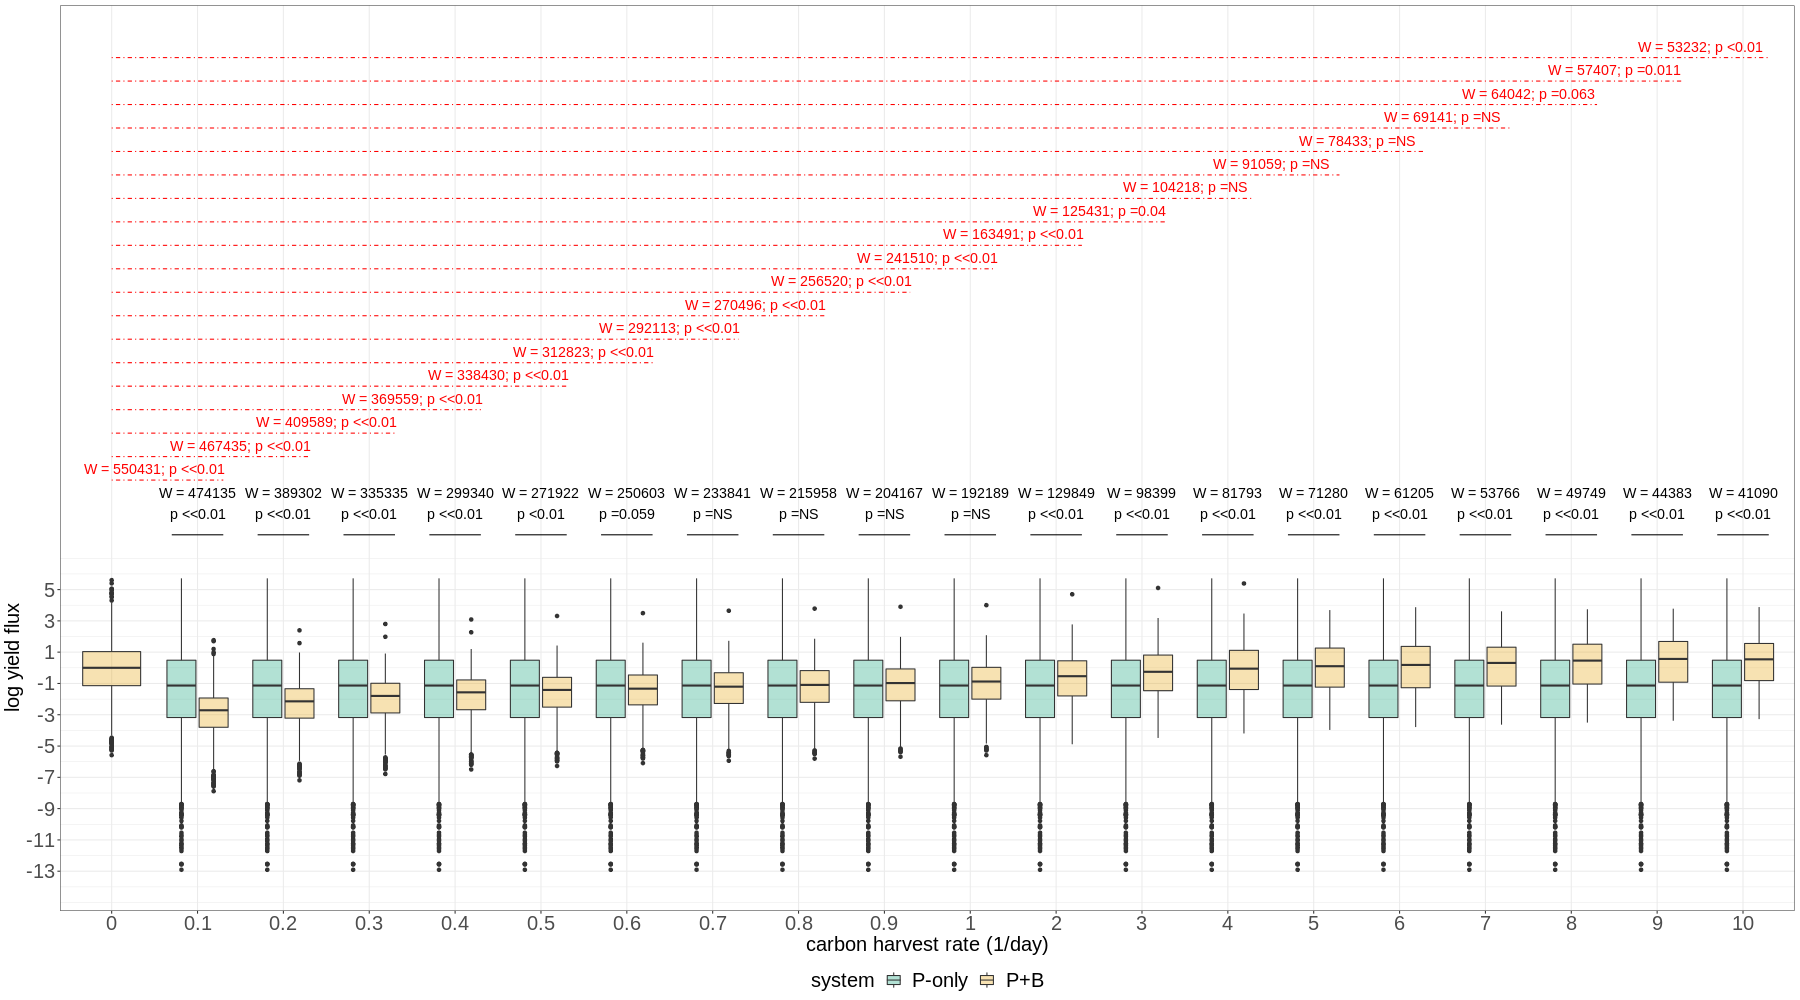 W = 53232; p <0.01
W = 57407; p =0.011
W = 64042; p =0.063
W = 69141; p =NS
W = 78433; p =NS
W = 91059; p =NS
W = 104218; p =NS
W = 125431; p =0.04
W = 163491; p <<0.01
W = 241510; p <<0.01
W = 256520; p <<0.01
W = 270496; p <<0.01
W = 292113; p <<0.01
W = 312823; p <<0.01
W = 338430; p <<0.01
W = 369559; p <<0.01
W = 409589; p <<0.01
W = 467435; p <<0.01
W = 550431; p <<0.01
W = 474135 W = 389302 W = 335335 W = 299340 W = 271922 W = 250603 W = 233841 W = 215958 W = 204167 W = 192189 W = 129849 W = 98399 W = 81793 W = 71280 W = 61205 W = 53766 W = 49749 W = 44383 W = 41090
p <<0.01 p <<0.01 p <<0.01 p <<0.01 p <0.01 p =0.059 p =NS p =NS p =NS p =NS p <<0.01 p <<0.01 p <<0.01 p <<0.01 p <<0.01 p <<0.01 p <<0.01 p <<0.01 p <<0.01
log yield flux
5
3
1
-1
-3
-5
-7
-9
-11
-13
0 0.1 0.2 0.3 0.4 0.5 0.6 0.7 0.8 0.9 1 2 3 4 5 6 7 8 9 10
carbon harvest rate (1/day)
system P-only P+B